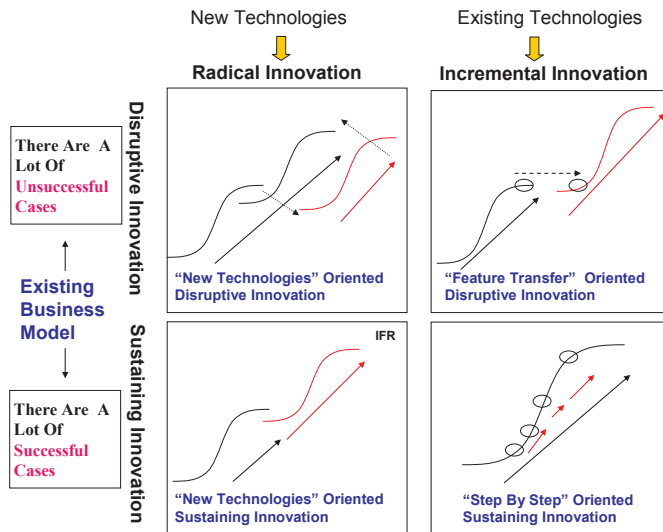 New Technologies
Existing Technologies
Radical Innovation
Incremental Innovation
Disruptive Innovation
There Are A
Lot Of
Unsuccessful
Cases
"New Technologies" Oriented
Disruptive Innovation
"Feature Transfer" Oriented
Disruptive Innovation
Existing
Business
Model
Sustaining Innovation
There Are A
Lot Of
Successful
Cases
IFR
"New Technologies" Oriented
Sustaining Innovation
"Step By Step" Oriented
Sustaining Innovation